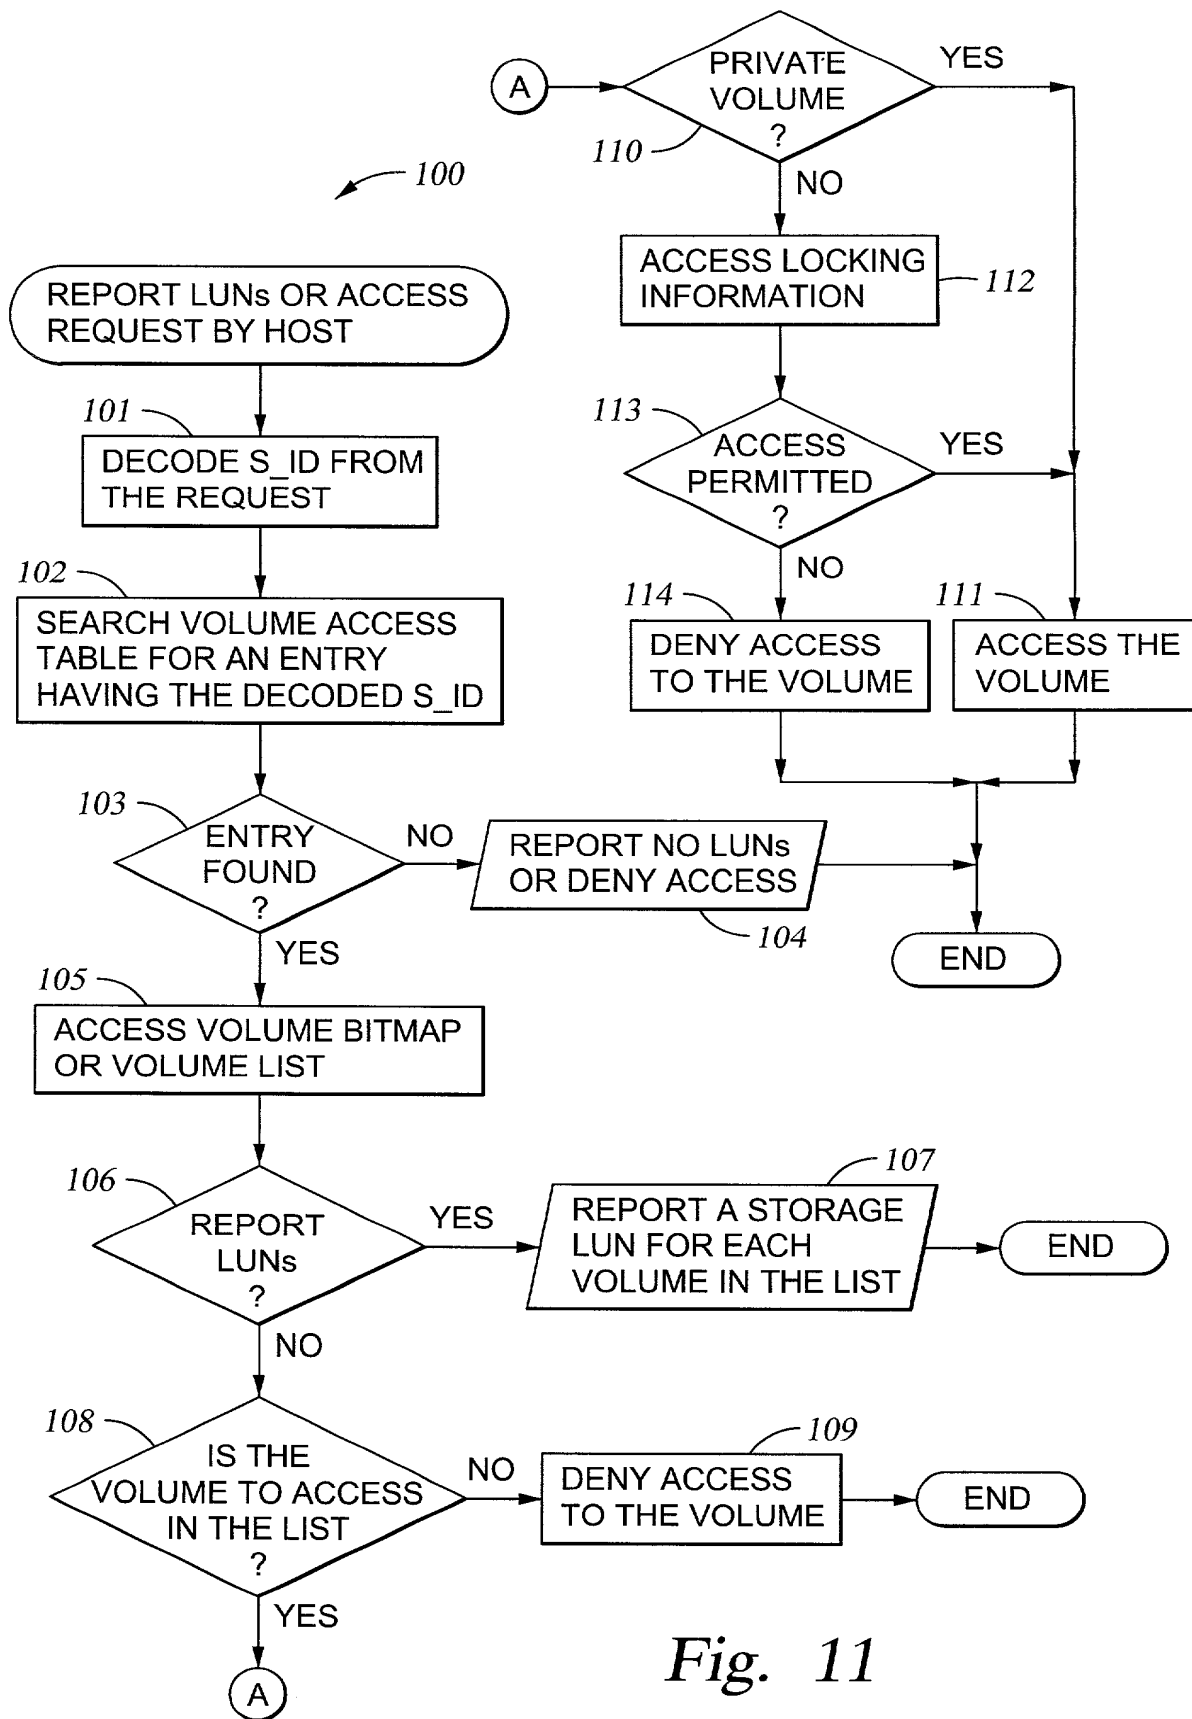 100
REPORT LUNs OR ACCESS
REQUEST BY HOST
101
DECODE S_ID FROM
THE REQUEST
102
SEARCH VOLUME ACCESS
TABLE FOR AN ENTRY
HAVING THE DECODED S_ID
103
ENTRY
FOUND
?
NO
REPORT NO LUNs
OR DENY ACCESS
104
YES
105
ACCESS VOLUME BITMAP
OR VOLUME LIST
106
REPORT
LUNs
?
YES
107
REPORT A STORAGE
LUN FOR EACH
VOLUME IN THE LIST
END
NO
108
IS THE
VOLUME TO ACCESS
IN THE LIST
?
NO
109
DENY ACCESS
TO THE VOLUME
END
YES
A
A
PRIVATE
VOLUME
?
110
YES
NO
ACCESS LOCKING
INFORMATION
112
113
ACCESS
PERMITTED
?
YES
NO
114
DENY ACCESS
TO THE VOLUME
111
ACCESS THE
VOLUME
END
Fig. 11